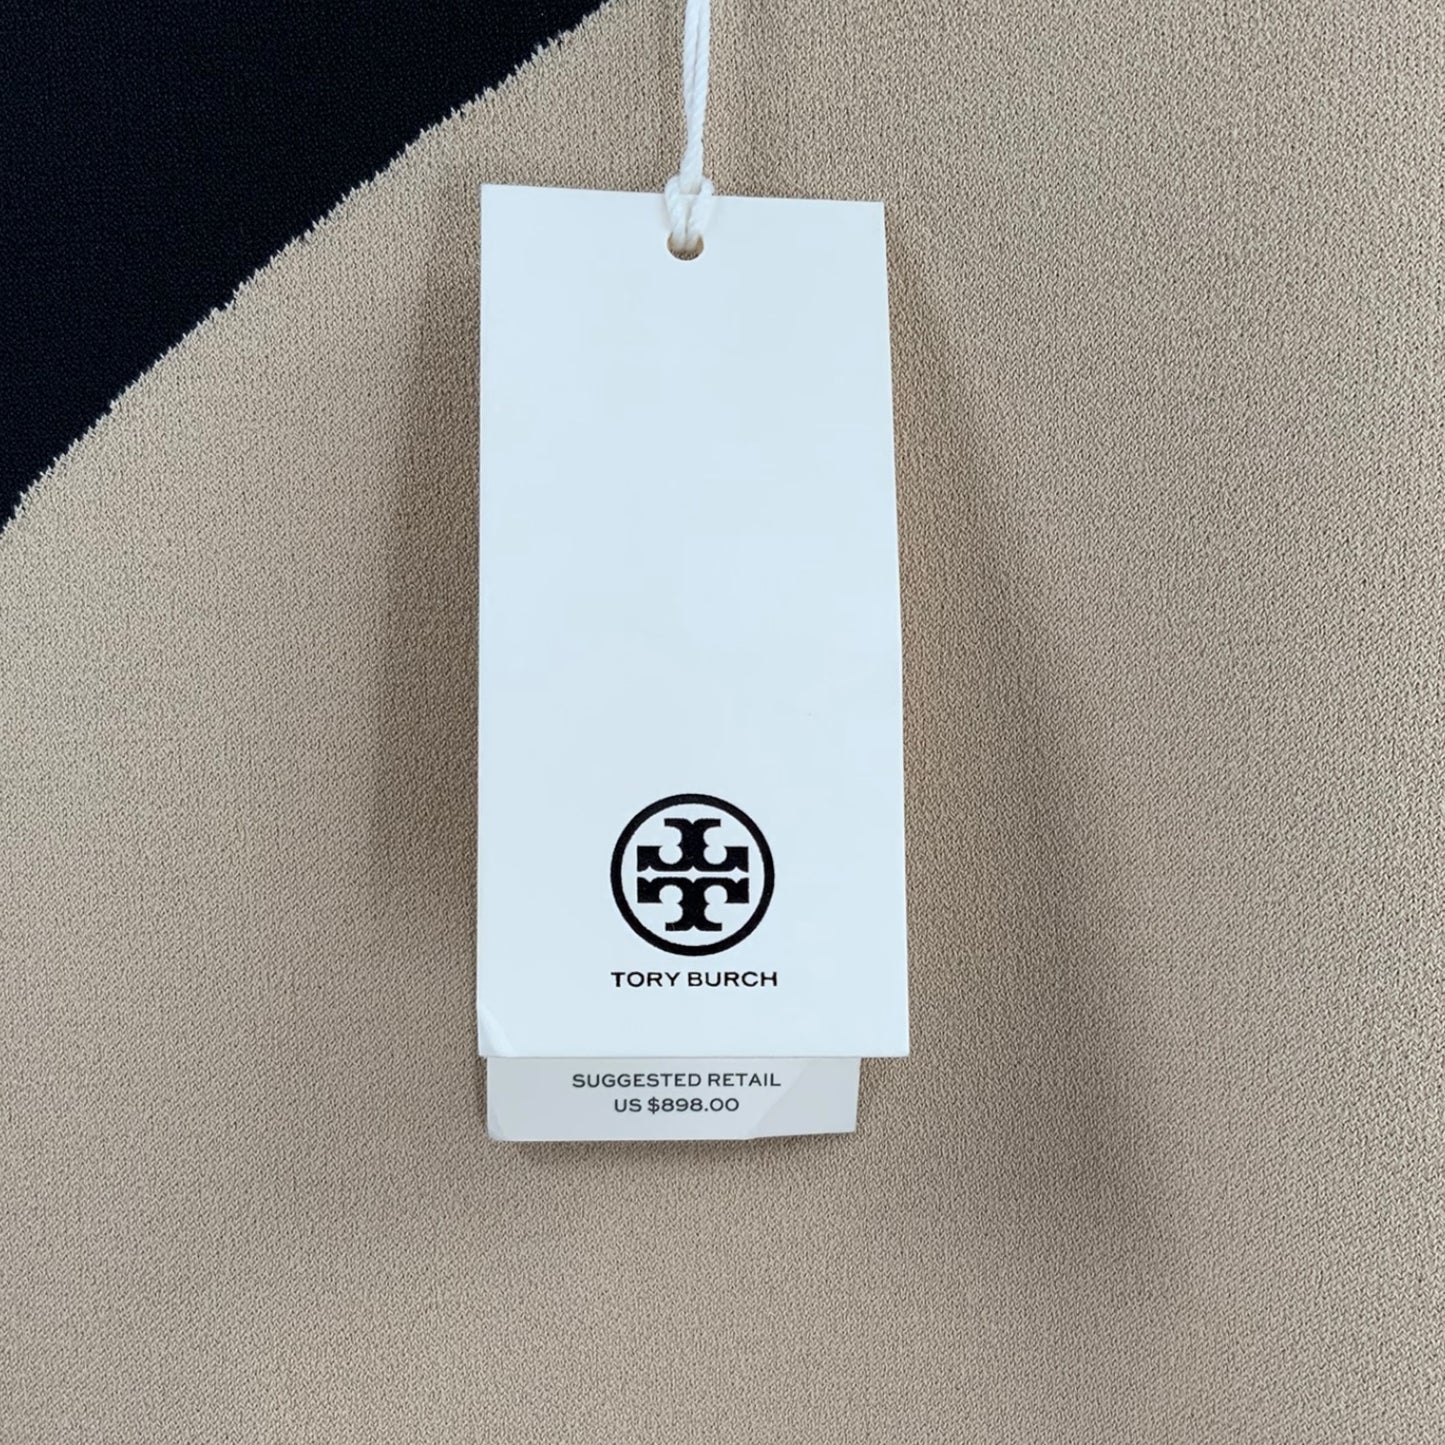 TORY BURCH
SUGGESTED RETAIL
US $898.00